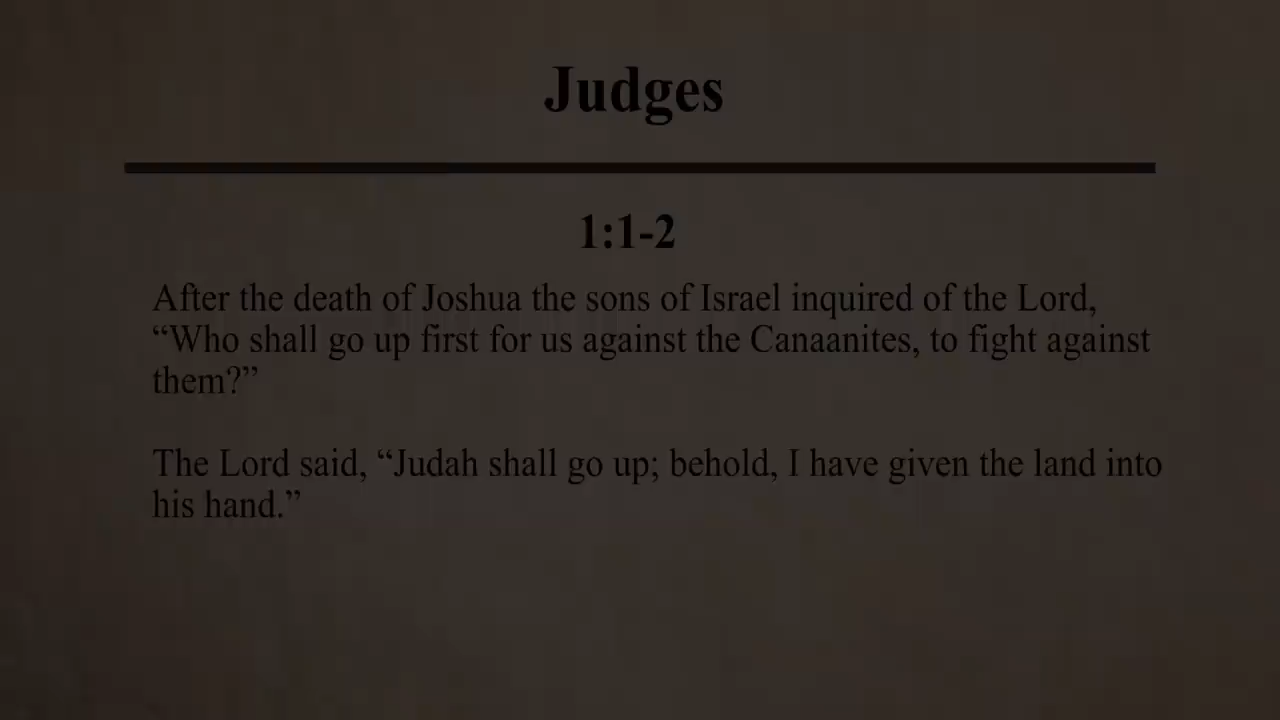 Judges
1:1-2
After the death of Joshua the sons of Israel inquired of the Lord,
“Who shall go up first for us against the Canaanites, to fight against
them?”
The Lord said, “Judah shall go up; behold, I have given the land into
his hand.”